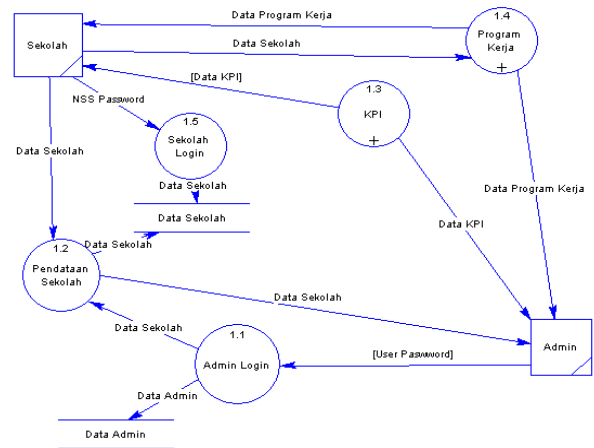 Data Program Kerja
1.4
Program
Kerja
Sekolah
Data Sekolah
[Data KPI]
1.3
KPI
NSS Password
1.5
Sekolah
Login
Data Sekolah
Data Sekolah
Data Sekolah
Data Program Kerja
Data KPI
1.2
Pendataan
Sekolah
Data Sekolah
Data Sekolah
Data Sekolah
1.1
Admin Login
[User Paswword]
Admin
Data Admin
Data Admin